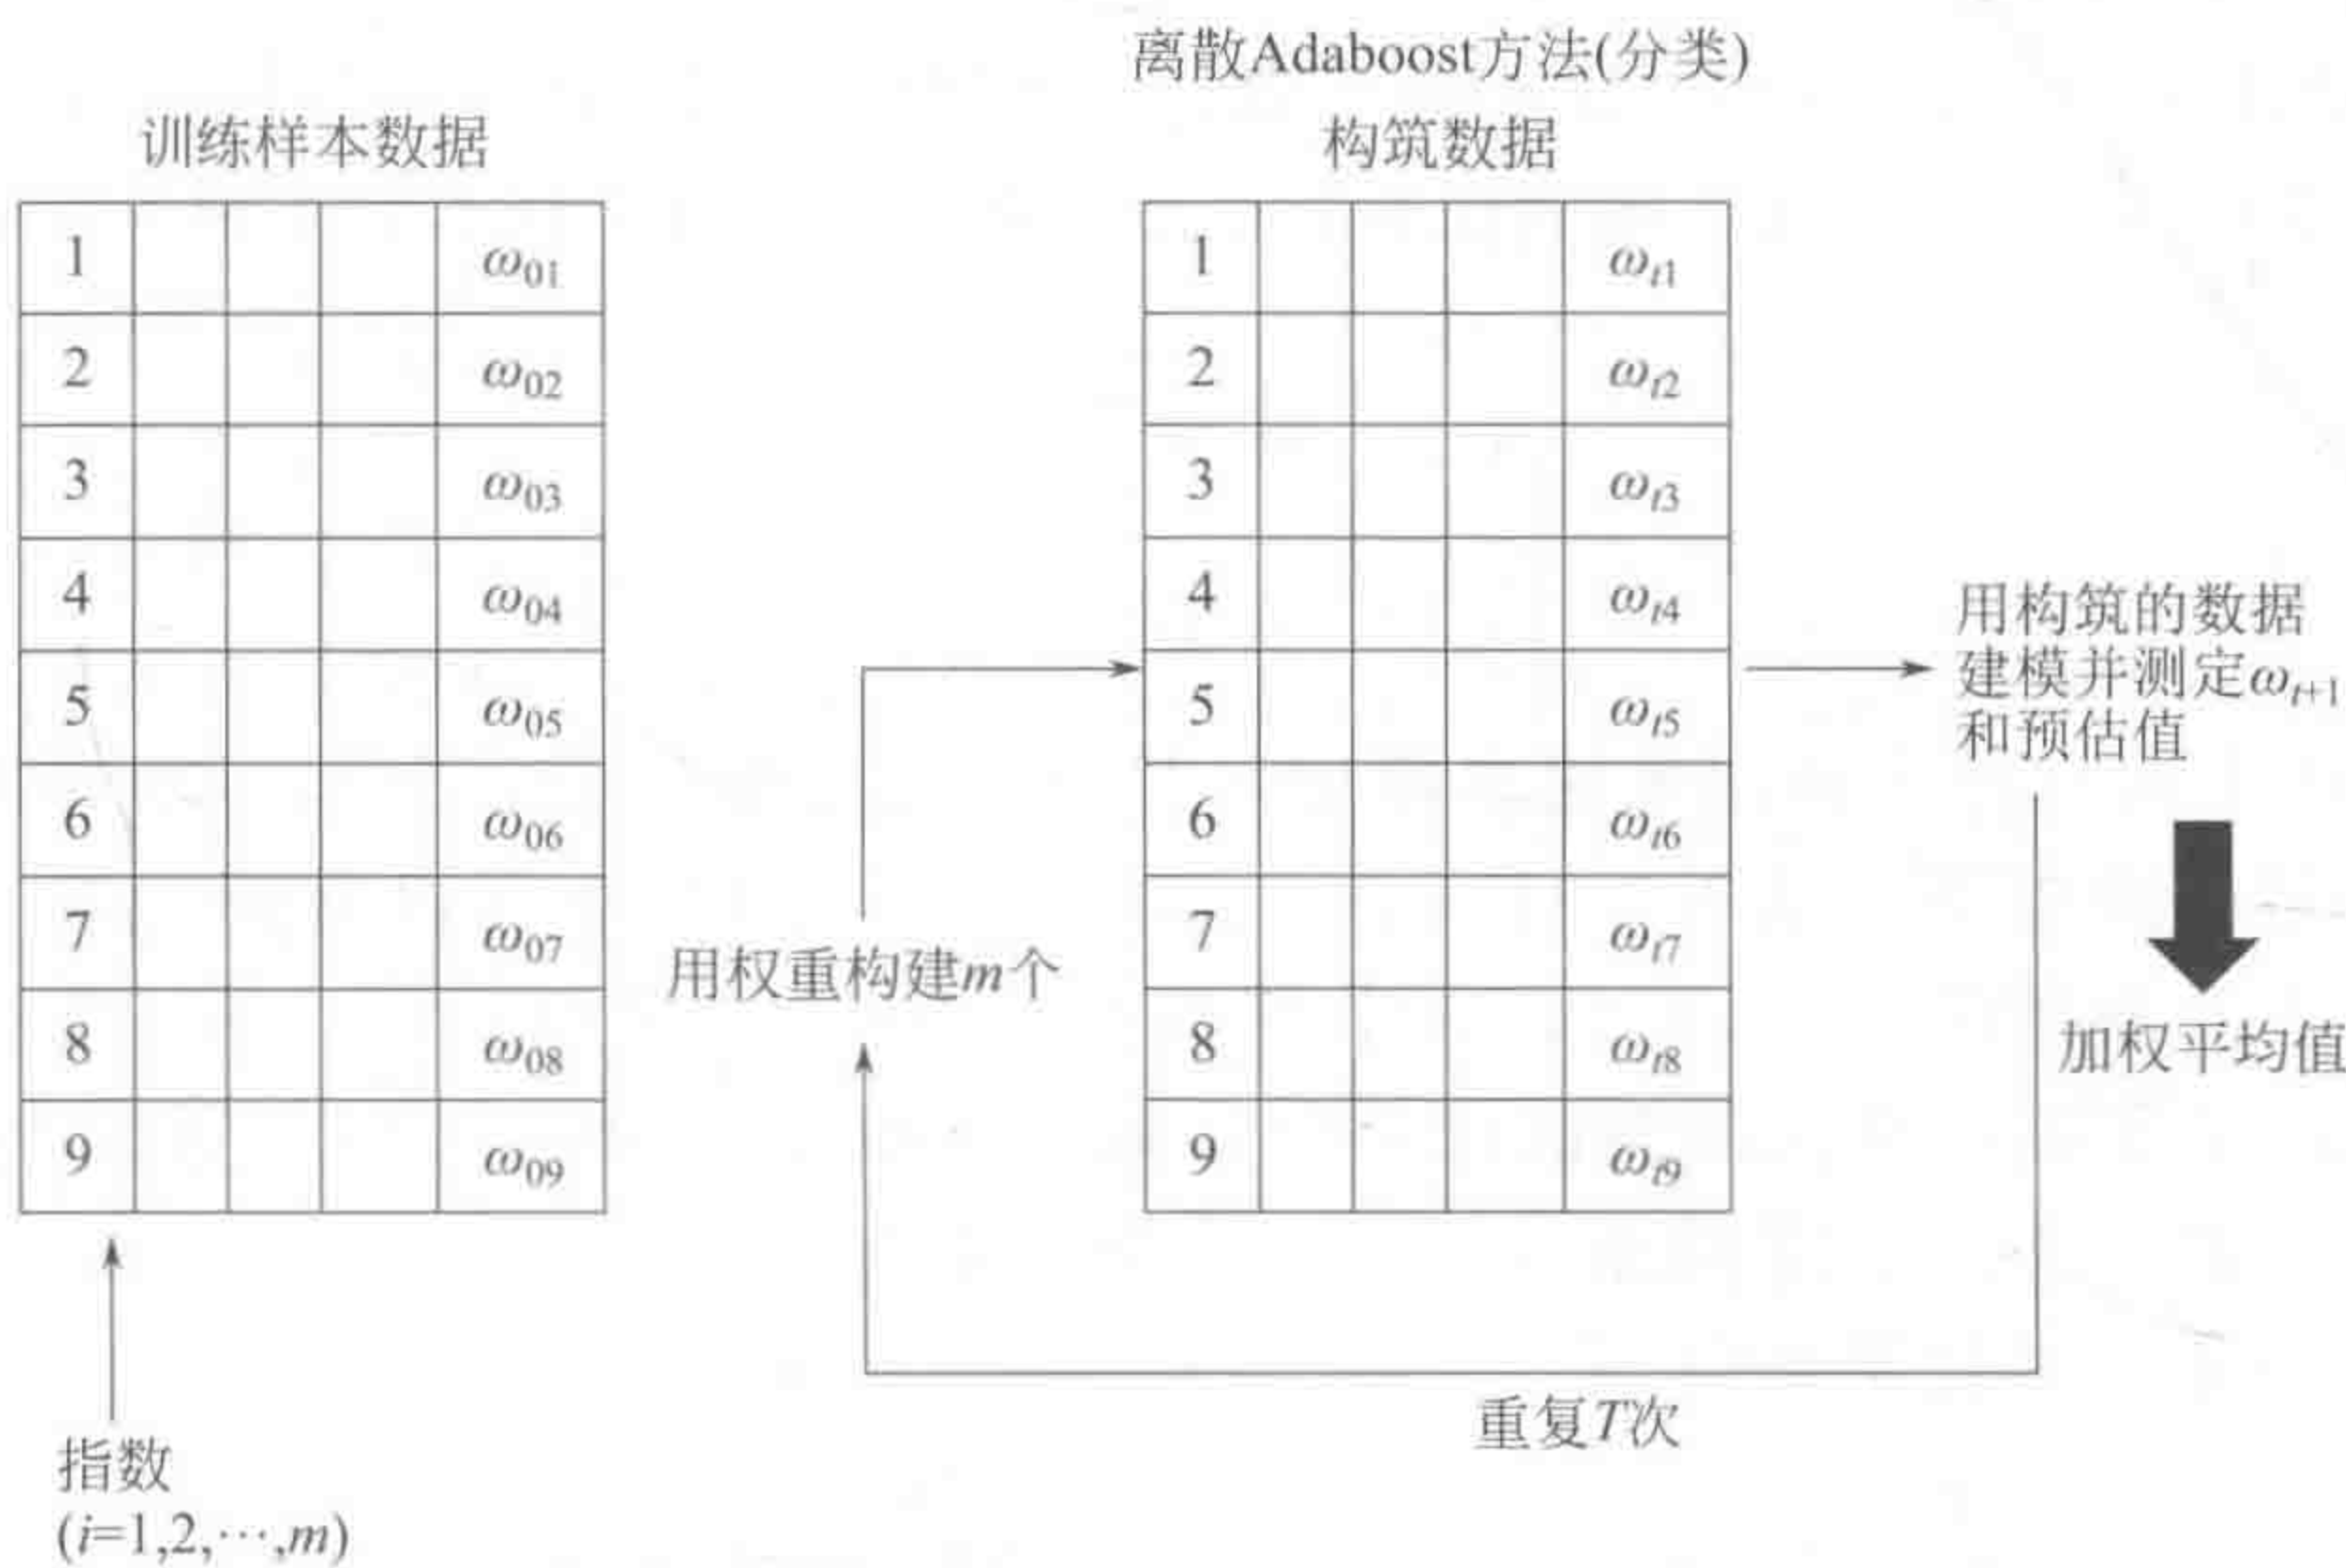 离散Adaboost方法(分类)
训练样本数据
构筑数据
1 ω01
2 ω02
3 ω03
4 ω04
5 ω05
6 ω06
7 ω07
8 ω08
9 ω09
1 ωt1
2 ωt2
3 ωt3
4 ωt4
5 ωt5
6 ωt6
7 ωt7
8 ωt8
9 ωt9
用权重构建m个
用构筑的数据
建模并测定ωt+1
和预估值
加权平均值
重复T次
指数
(i=1,2,⋯,m)